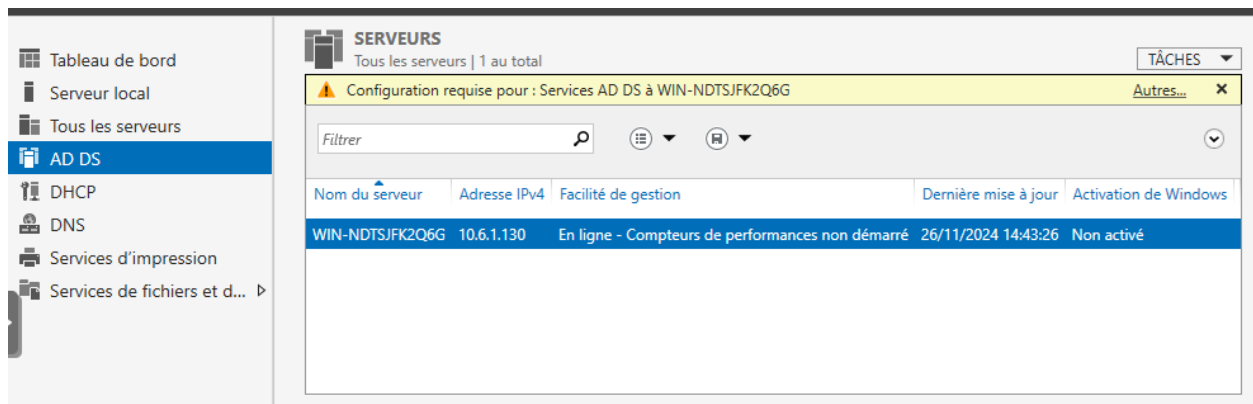 Tableau de bord
Serveur local
Tous les serveurs
AD DS
DHCP
DNS
Services d'impression
Services de fichiers et d...
SERVEURS
Tous les serveurs | 1 au total
TÂCHES
Configuration requise pour : Services AD DS à WIN-NDTSJFK2Q6G Autres...
Filtrer
Nom du serveur Adresse IPv4 Facilité de gestion Dernière mise à jour Activation de Windows
WIN-NDTSJFK2Q6G 10.6.1.130 En ligne - Compteurs de performances non démarré 26/11/2024 14:43:26 Non activé